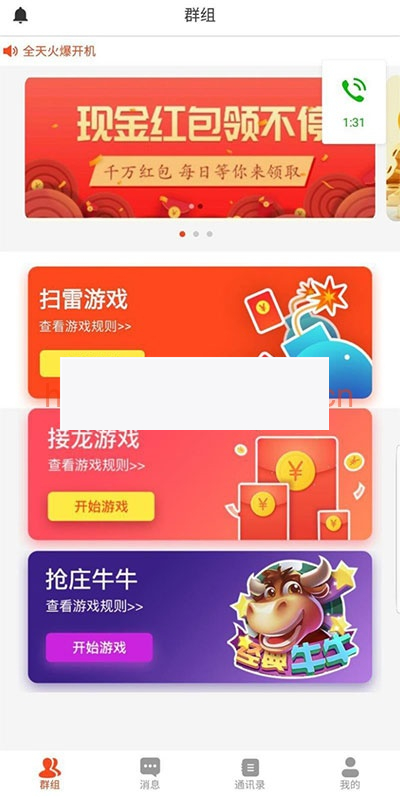 群组
全天火爆开机
现金红包领不停
千万红包 每日等你来领取
1:31
扫雷游戏
查看游戏规则>>
h
cn
接龙游戏
查看游戏规则>>
¥
¥
¥
开始游戏
抢庄牛牛
查看游戏规则>>
开始游戏
经典牛牛
群组
消息
通讯录
我的